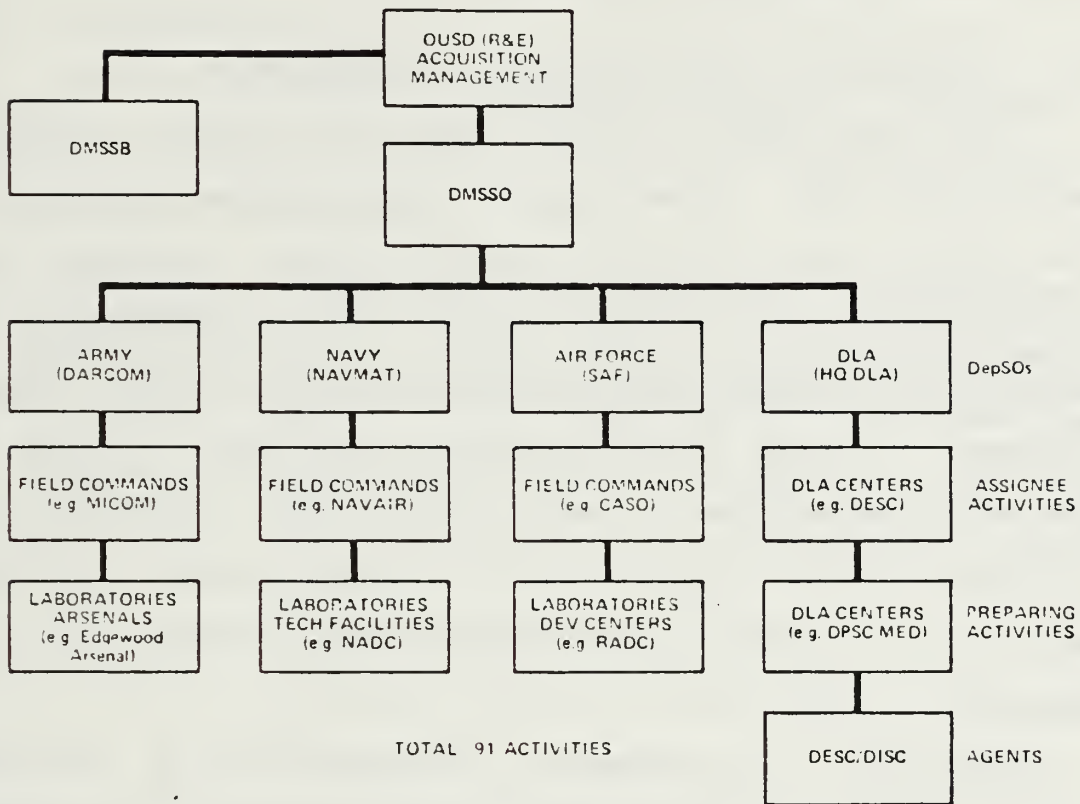 OUSD (R&E)
ACQUISITION
MANAGEMENT
DMSSB
DMSSO
ARMY
(DARCOM)
NAVY
(NAVMAT)
AIR FORCE
(SAF)
DLA
(HQ DLA)
DepSOs
FIELD COMMANDS
(e.g. MICOM)
FIELD COMMANDS
(e.g. NAVAIR)
FIELD COMMANDS
(e.g. CASO)
DLA CENTERS
(e.g. DESC)
ASSIGNEE
ACTIVITIES
LABORATORIES
ARSENALS
(e.g. Edgewood
Arsenal)
LABORATORIES
TECH FACILITIES
(e.g. NADC)
LABORATORIES
DEV CENTERS
(e.g. RADC)
DLA CENTERS
(e.g. DPSC MED)
PREPARING
ACTIVITIES
TOTAL 91 ACTIVITIES
DESC/DISC
AGENTS